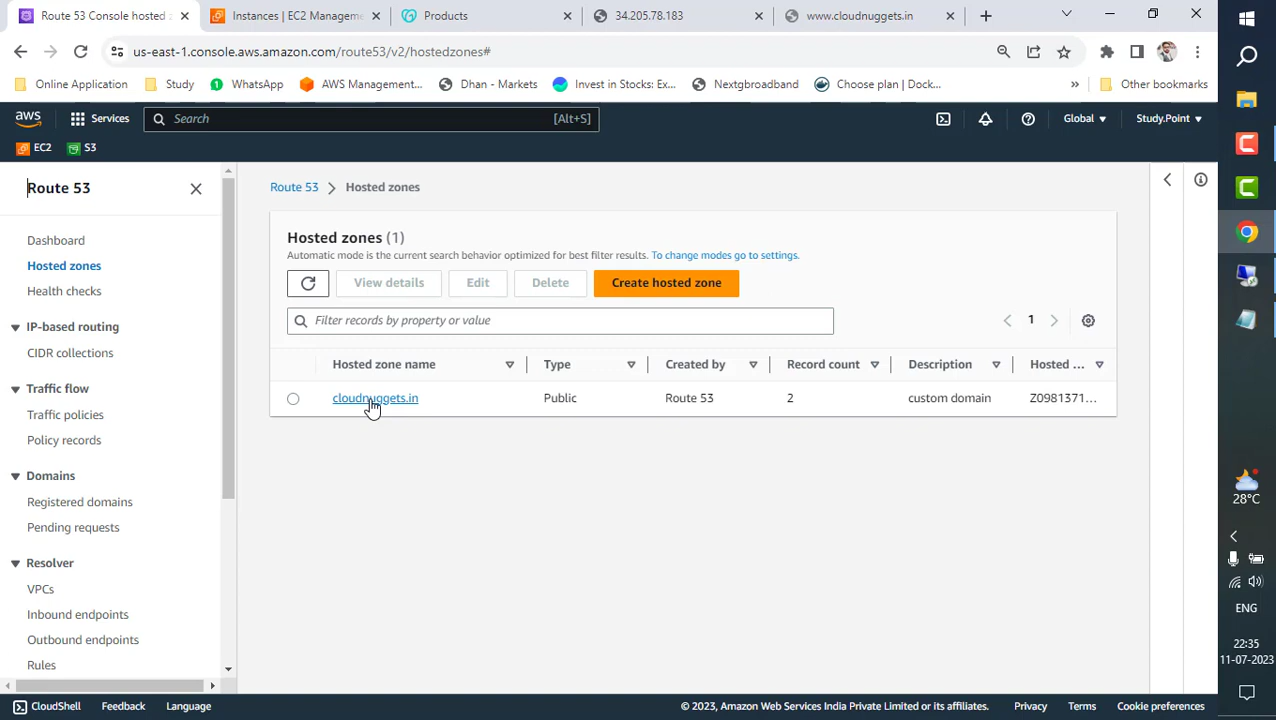 Route 53 Console hosted z
Instances | EC2 Managem
Products
34.205.78.183
www.cloudnuggets.in
us-east-1.console.aws.amazon.com/route53/v2/hostedzones#
Online Application
Study
WhatsApp
AWS Management...
Dhan - Markets
Invest in Stocks: Ex...
Nextgbroadband
Choose plan | Dock...
»
Other bookmarks
aws
Services
Search
[Alt+S]
Global
Study.Point
EC2
S3
Route 53
Dashboard
Hosted zones
Health checks
IP-based routing
CIDR collections
Traffic flow
Traffic policies
Policy records
Domains
Registered domains
Pending requests
Resolver
VPCs
Inbound endpoints
Outbound endpoints
Rules
Route 53 > Hosted zones
Hosted zones (1)
Automatic mode is the current search behavior optimized for best filter results. To change modes go to settings.
View details
Edit
Delete
Create hosted zone
Filter records by property or value
1
Hosted zone name
Type
Created by
Record count
Description
Hosted ...
cloudnuggets.in
Public
Route 53
2
custom domain
Z0981371...
CloudShell
Feedback
Language
© 2023, Amazon Web Services India Private Limited or its affiliates.
Privacy
Terms
Cookie preferences
28°C
ENG
22:35
11-07-2023